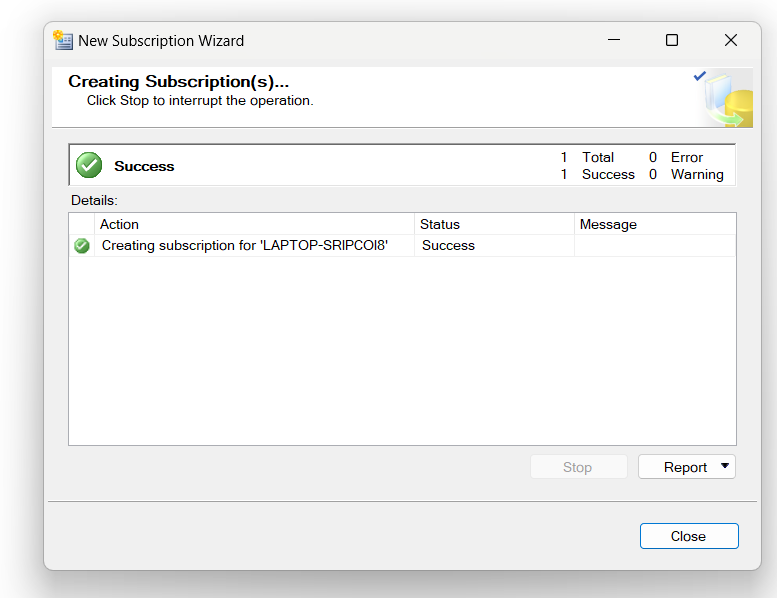 New Subscription Wizard
Creating Subscription(s)...
Click Stop to interrupt the operation.
Success
1 Total 0 Error
1 Success 0 Warning
Details:
Action Status Message
Creating subscription for 'LAPTOP-SRIPCOI8' Success
Stop Report
Close